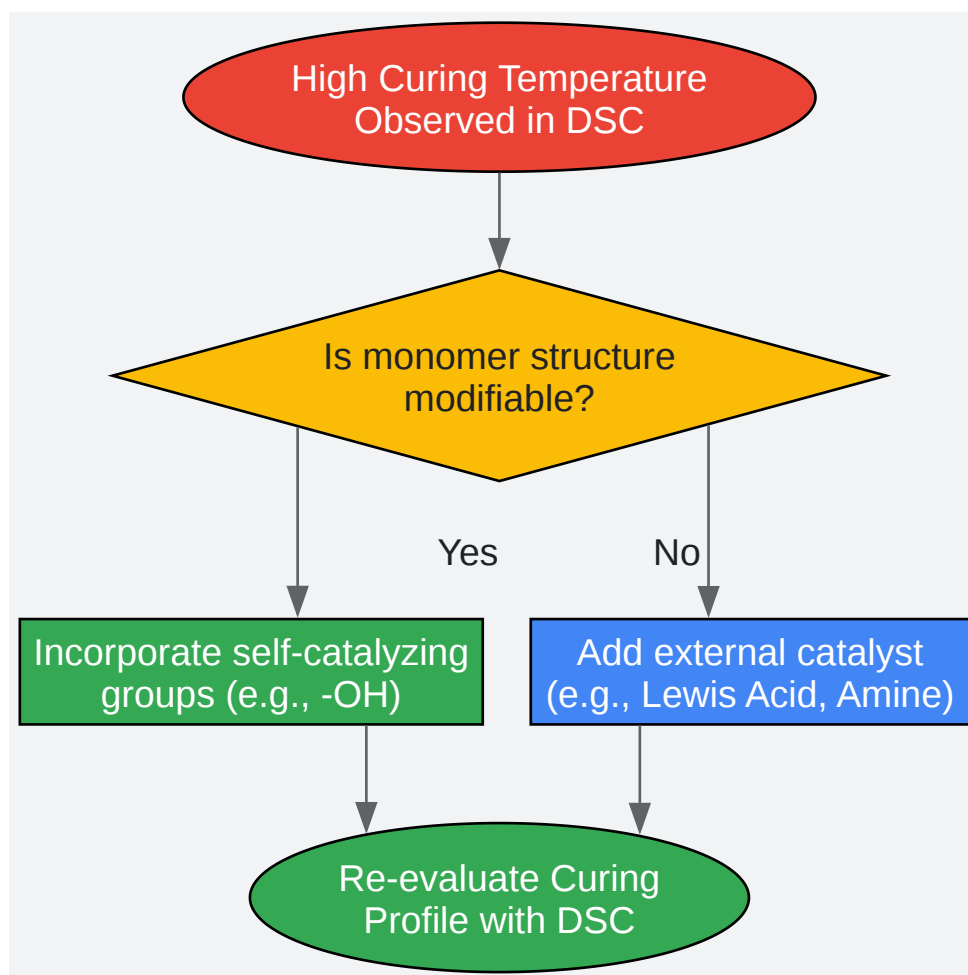 High Curing Temperature
Observed in DSC
Is monomer structure
modifiable?
Yes
No
Incorporate self-catalyzing
groups (e.g., -OH)
Add external catalyst
(e.g., Lewis Acid, Amine)
Re-evaluate Curing
Profile with DSC